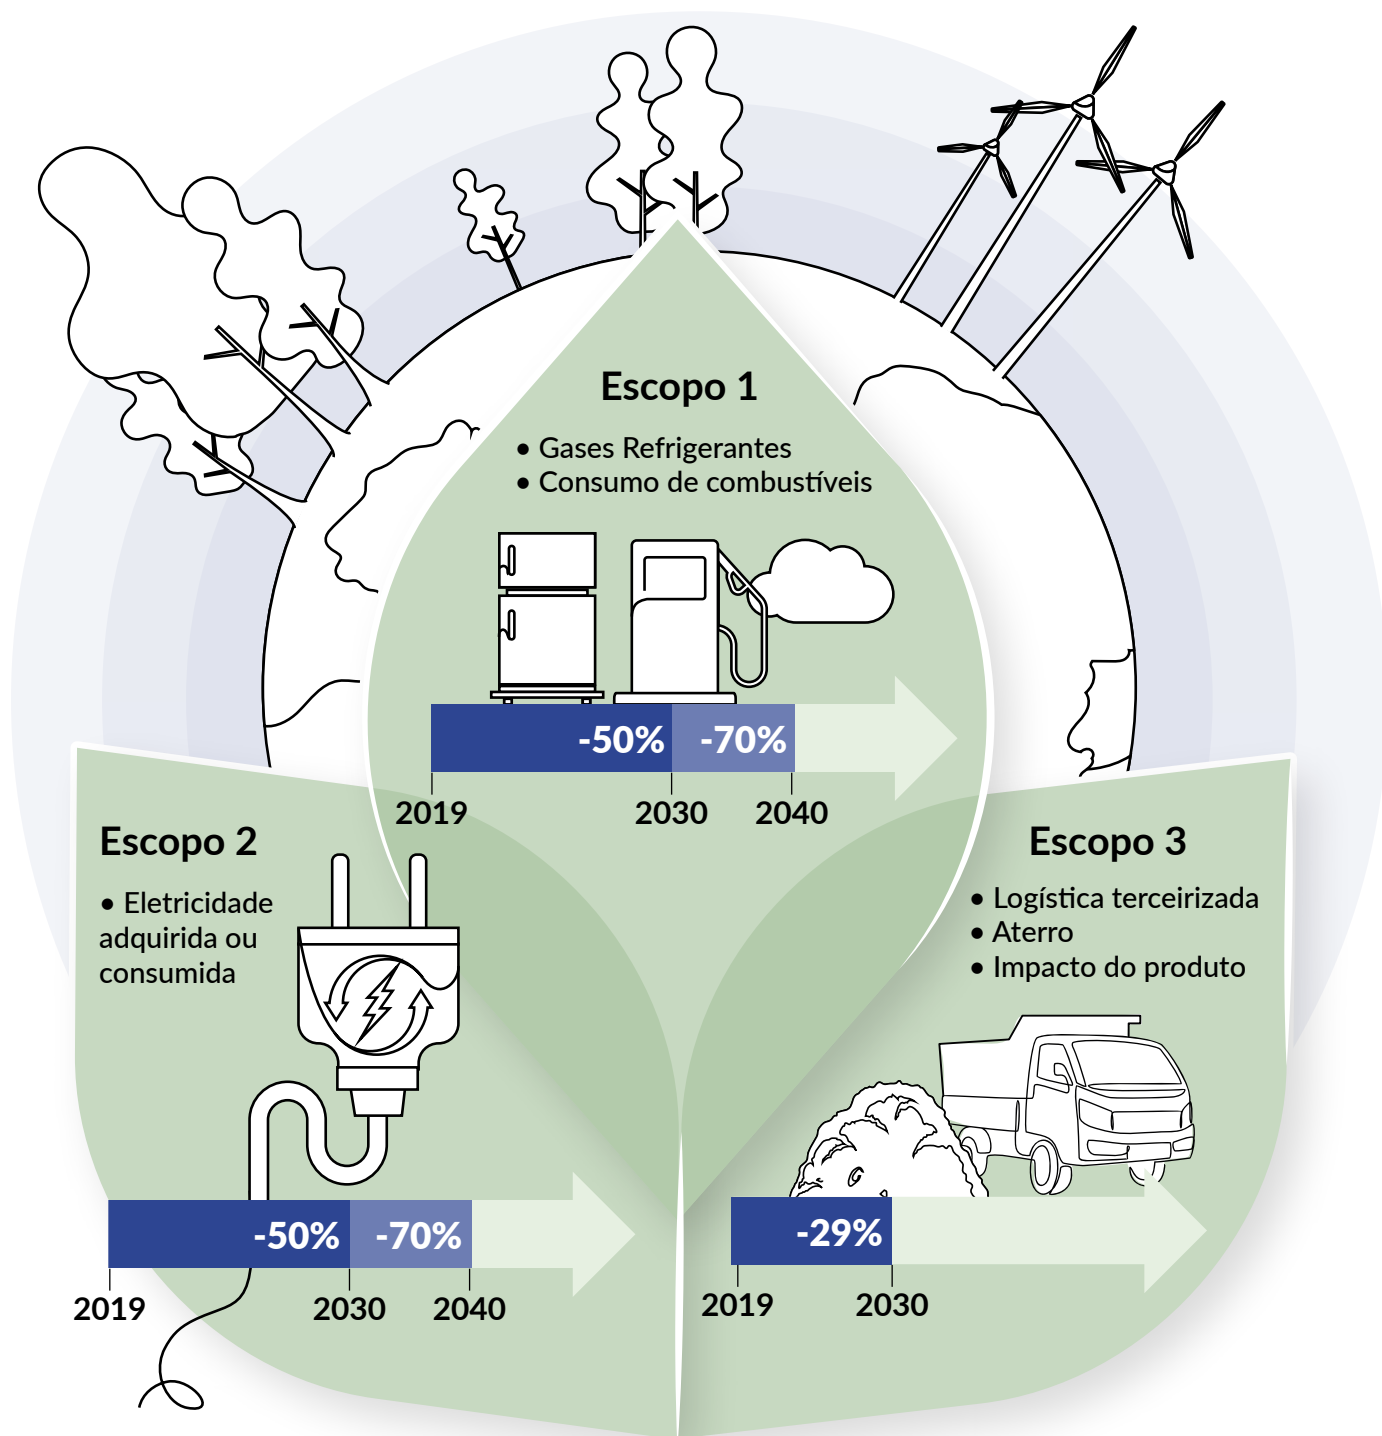 Escopo 1
• Gases Refrigerantes
• Consumo de combustíveis
-50% -70%
2019 2030 2040
Escopo 2
• Eletricidade
adquirida ou
consumida
-50% -70%
2019 2030 2040
Escopo 3
• Logística terceirizada
• Aterro
• Impacto do produto
-29%
2019 2030